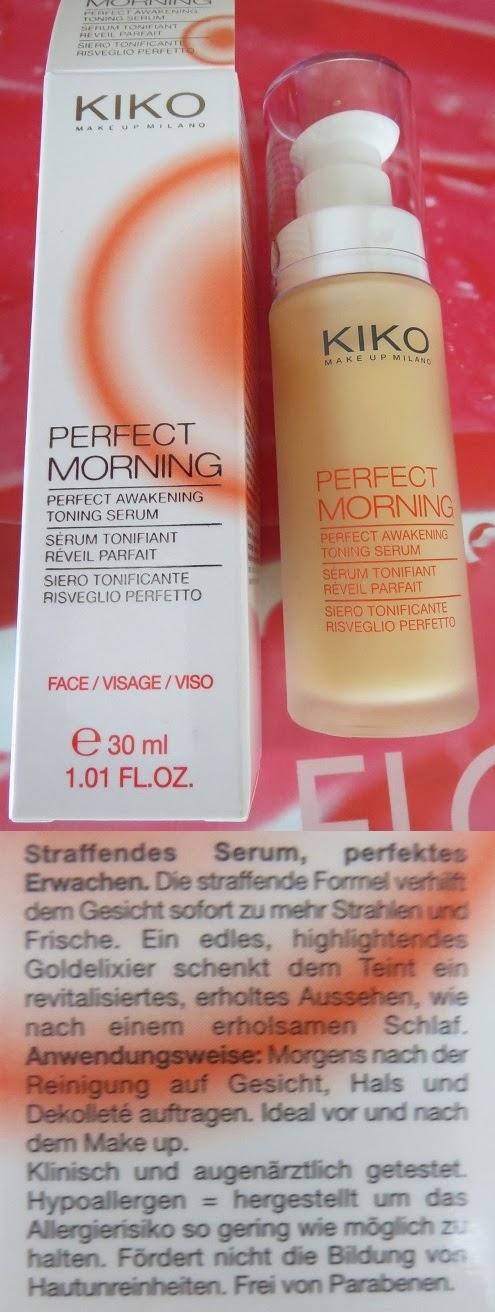 MORNING
PERFECT AWAKENING
TONING SERUM
SÉRUM TONIFIANT
RÉVEIL PARFAIT
SIERO TONIFICANTE
RISVEGLIO PERFETTO
KIKO
MAKE UP MILANO
PERFECT
MORNING
PERFECT AWAKENING
TONING SERUM
SÉRUM TONIFIANT
RÉVEIL PARFAIT
SIERO TONIFICANTE
RISVEGLIO PERFETTO
FACE / VISAGE / VISO
e 30 ml
1.01 FL.OZ.
KIKO
MAKE UP MILANO
PERFECT
MORNING
PERFECT AWAKENING
TONING SERUM
SÉRUM TONIFIANT
RÉVEIL PARFAIT
SIERO TONIFICANTE
RISVEGLIO PERFETTO
Straffendes Serum, perfektes
Erwachen. Die straffende Formel verhilft
dem Gesicht sofort zu mehr Strahlen und
Frische. Ein edles, highlightendes
Goldelixier schenkt dem Teint ein
revitalisiertes, erholtes Aussehen, wie
nach einem erholsamen Schlaf.
Anwendungsweise: Morgens nach der
Reinigung auf Gesicht, Hals und
Dekolleté auftragen. Ideal vor und nach
dem Make up.
Klinisch und augenärztlich getestet.
Hypoallergen = hergestellt um das
Allergierisiko so gering wie möglich zu
halten. Fördert nicht die Bildung von
Hautunreinheiten. Frei von Parabenen.